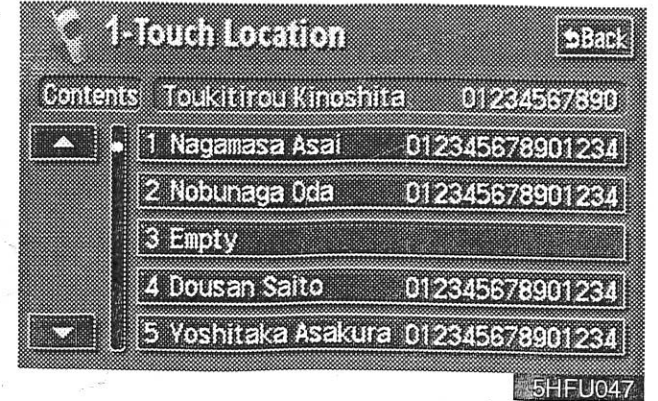 1-Touch Location
Back
Contents Toukitirou Kinoshita 01234567890
1 Nagamasa Asai 012345678901234
2 Nobunaga Oda 012345678901234
3 Empty
4 Dousan Saito 012345678901234
5 Yoshitaka Asakura 012345678901234
5HFU047